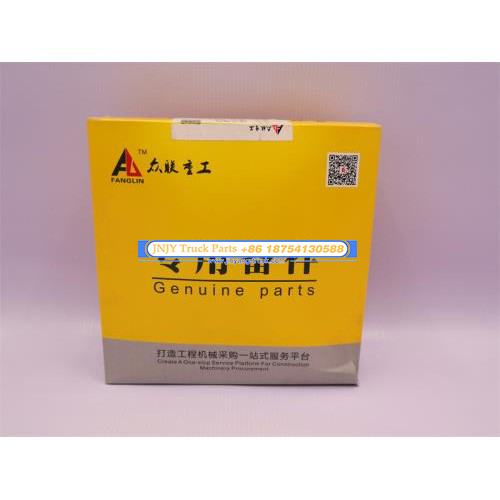 TM
FANGLIN
众联重工
JNJY Truck Parts +86 18754130588
专用备件
Genuine parts
打造工程机械采购一站式服务平台
Create A One-stop Service Platform For Construction
Machinery Procurement